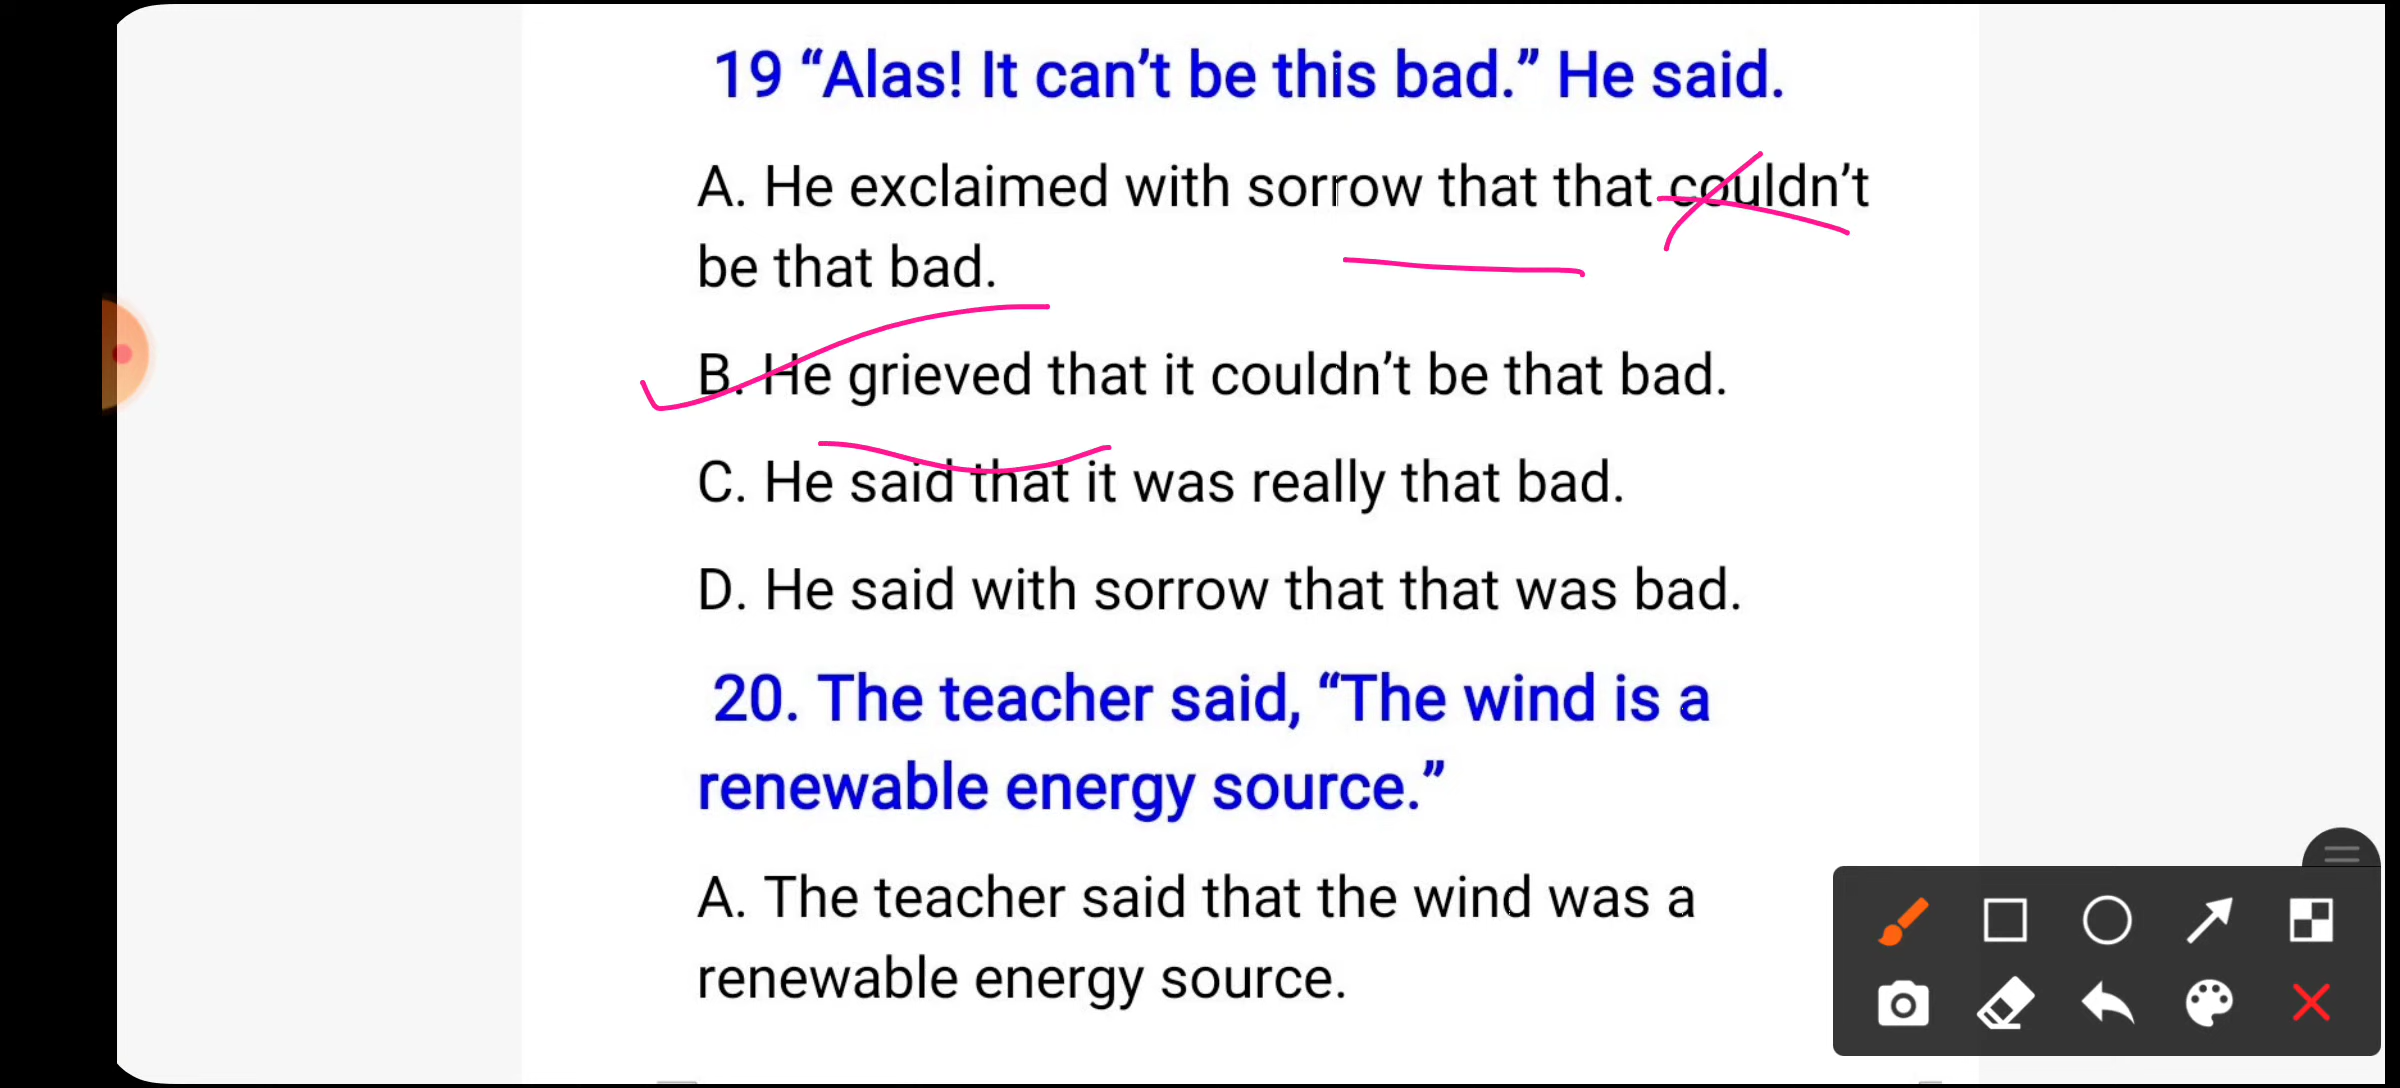 19 “Alas! It can’t be this bad.” He said.
A. He exclaimed with sorrow that that couldn’t
be that bad.
B. He grieved that it couldn’t be that bad.
C. He said that it was really that bad.
D. He said with sorrow that that was bad.
20. The teacher said, “The wind is a
renewable energy source.”
A. The teacher said that the wind was a
renewable energy source.